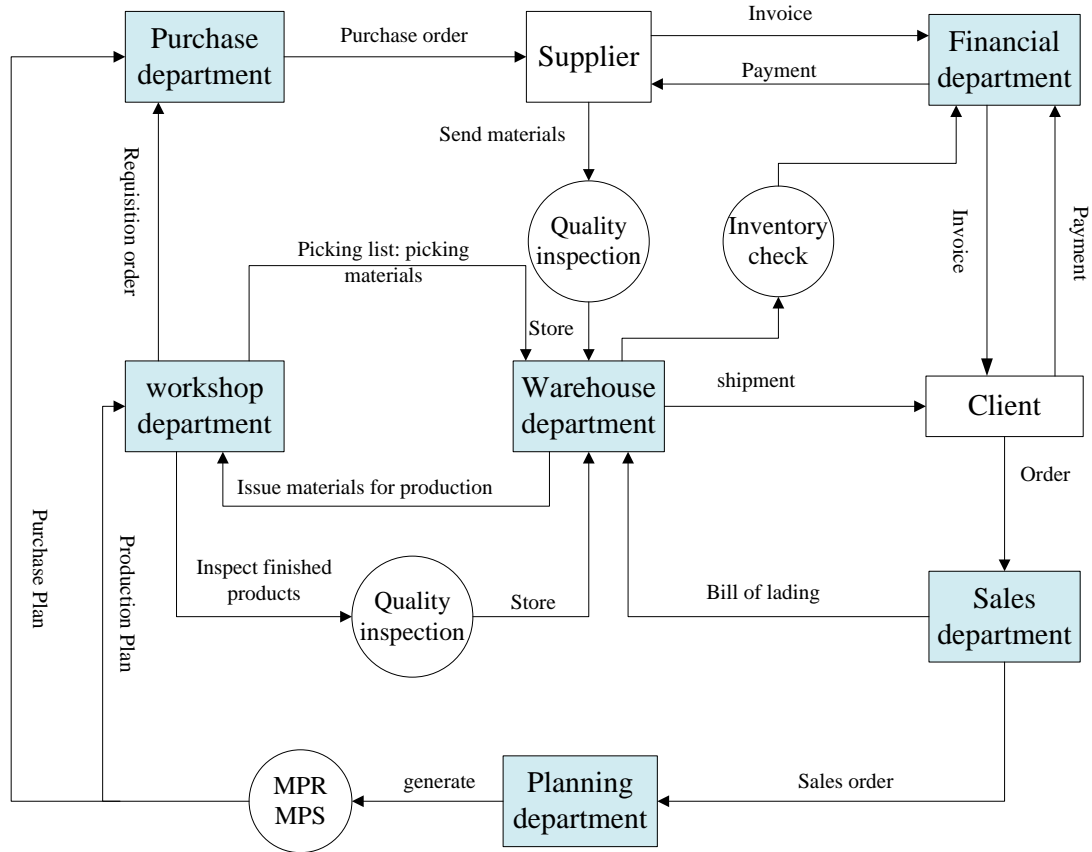 Purchase
department
Purchase order
Supplier
Invoice
Payment
Financial
department
Send materials
Requisition order
Quality
inspection
Inventory
check
Invoice
Payment
Picking list: picking
materials
Store
workshop
department
Warehouse
department
shipment
Client
Issue materials for production
Order
Purchase Plan
Production Plan
Inspect finished
products
Quality
inspection
Store
Bill of lading
Sales
department
MPR
MPS
generate
Planning
department
Sales order